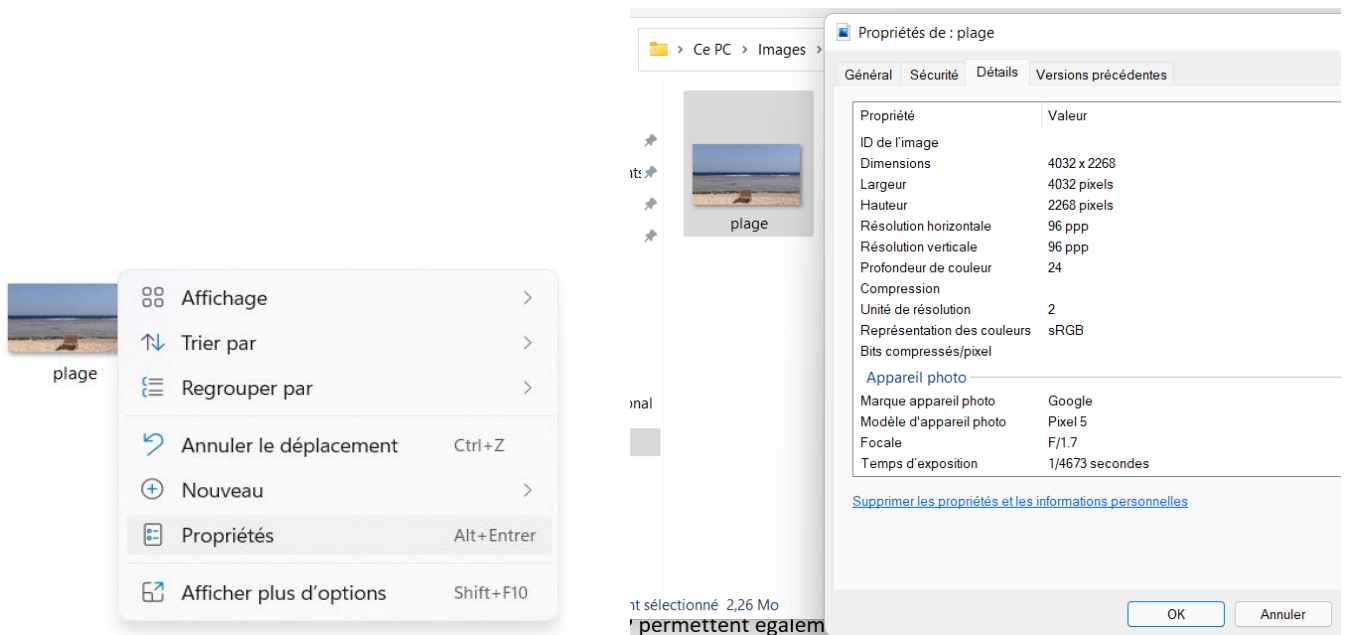 plage
Affichage
Trier par
Regrouper par
Annuler le déplacement Ctrl+Z
Nouveau
Propriétés Alt+Entrer
Afficher plus d'options Shift+F10
Ce PC > Images >
plage
nt sélectionné 2,26 Mo
permettent égalem
Propriétés de : plage
Général Sécurité Détails Versions précédentes
Propriété Valeur
ID de l'image
Dimensions 4032 x 2268
Largeur 4032 pixels
Hauteur 2268 pixels
Résolution horizontale 96 ppp
Résolution verticale 96 ppp
Profondeur de couleur 24
Compression
Unité de résolution 2
Représentation des couleurs sRGB
Bits compressés/pixel
Appareil photo
Marque appareil photo Google
Modèle d'appareil photo Pixel 5
Focale F/1.7
Temps d'exposition 1/4673 secondes
Supprimer les propriétés et les informations personnelles
OK Annuler